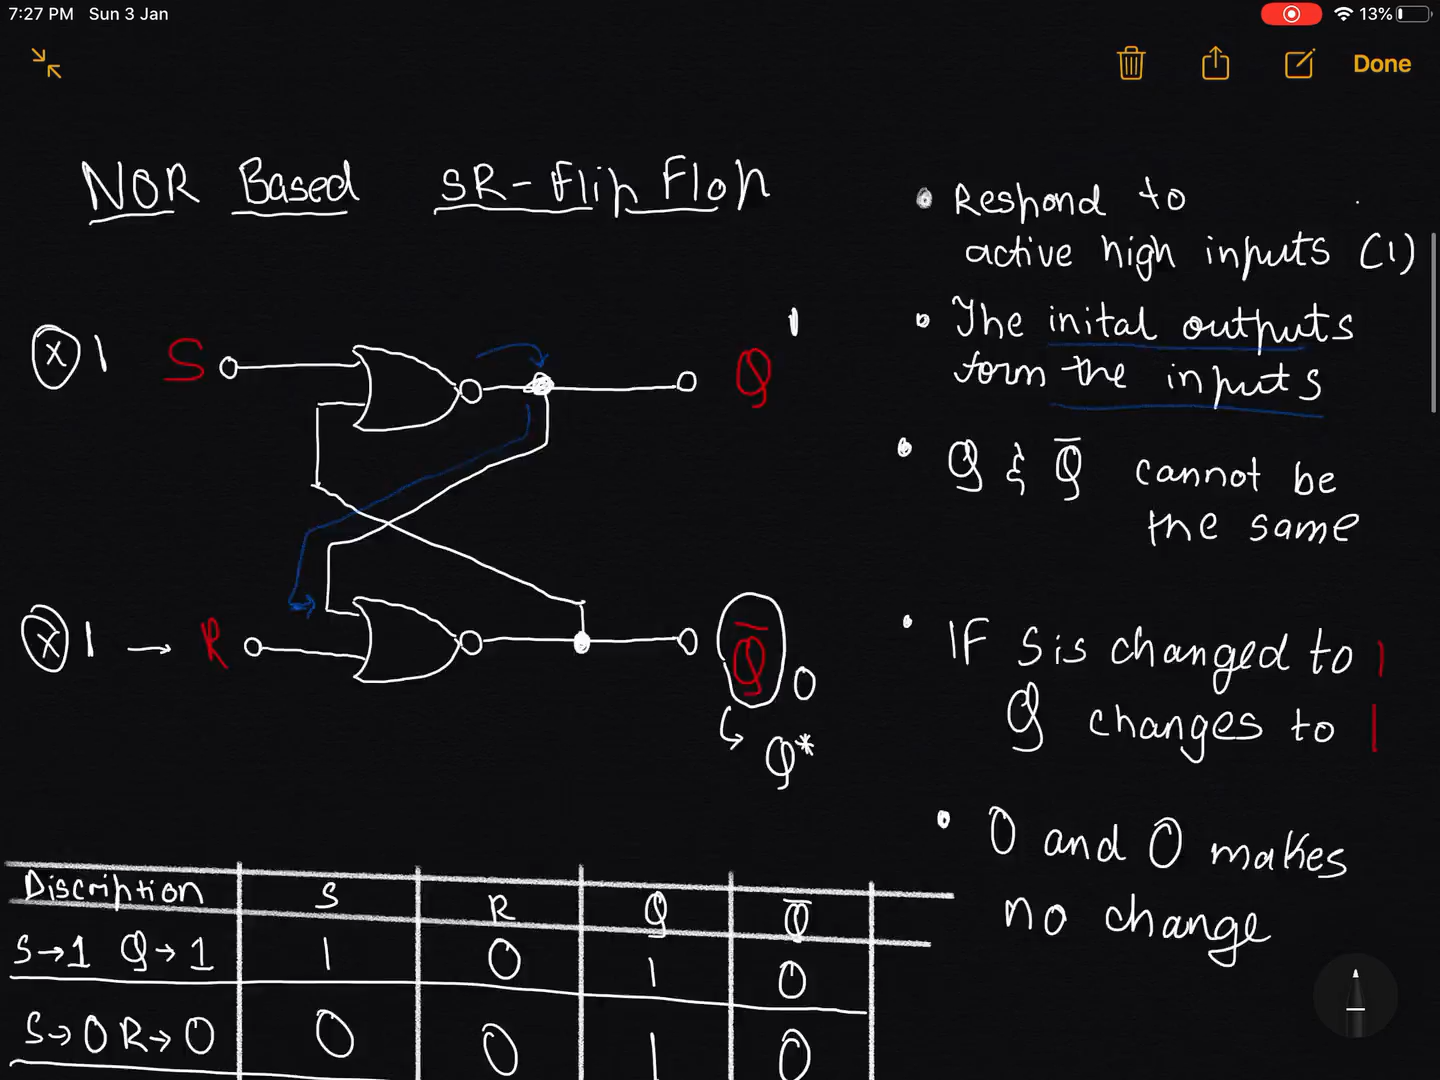 7:27 PM Sun 3 Jan
13%
Done
NOR Based SR-Flip Flop
X 1 S
1
Q
X 1 → R
Q̅ 0
Q*
• Respond to
active high inputs (1)
• The inital outputs
form the inputs
• Q & Q̅ cannot be
the same
• IF S is changed to 1
Q changes to 1
• 0 and 0 makes
no change
Discription S R Q Q̅
S→1 Q→1 1 0 1 0
S→0 R→0 0 0 1 0